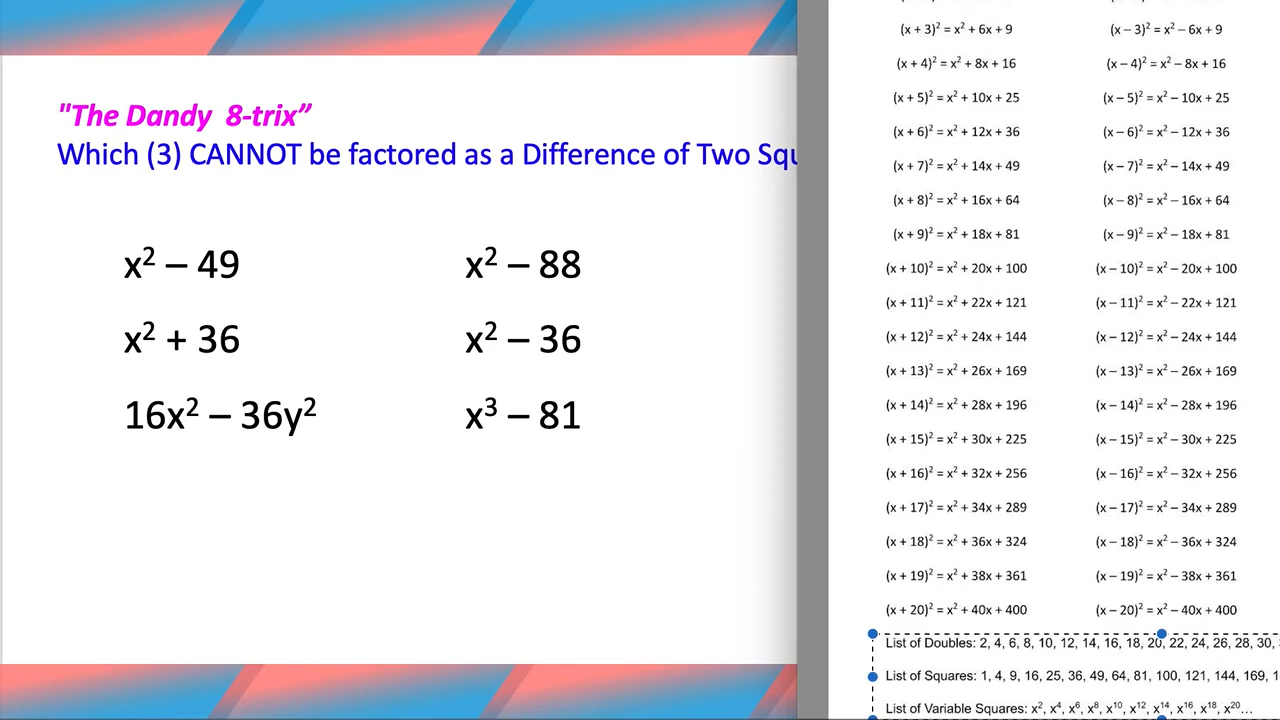 "The Dandy 8-trix”
Which (3) CANNOT be factored as a Difference of Two
x² – 49 x² – 88
x² + 36 x² – 36
16x² – 36y² x³ – 81
(x + 3)² = x² + 6x + 9 (x – 3)² = x² – 6x + 9
(x + 4)² = x² + 8x + 16 (x – 4)² = x² – 8x + 16
(x + 5)² = x² + 10x + 25 (x – 5)² = x² – 10x + 25
(x + 6)² = x² + 12x + 36 (x – 6)² = x² – 12x + 36
(x + 7)² = x² + 14x + 49 (x – 7)² = x² – 14x + 49
(x + 8)² = x² + 16x + 64 (x – 8)² = x² – 16x + 64
(x + 9)² = x² + 18x + 81 (x – 9)² = x² – 18x + 81
(x + 10)² = x² + 20x + 100 (x – 10)² = x² – 20x + 100
(x + 11)² = x² + 22x + 121 (x – 11)² = x² – 22x + 121
(x + 12)² = x² + 24x + 144 (x – 12)² = x² – 24x + 144
(x + 13)² = x² + 26x + 169 (x – 13)² = x² – 26x + 169
(x + 14)² = x² + 28x + 196 (x – 14)² = x² – 28x + 196
(x + 15)² = x² + 30x + 225 (x – 15)² = x² – 30x + 225
(x + 16)² = x² + 32x + 256 (x – 16)² = x² – 32x + 256
(x + 17)² = x² + 34x + 289 (x – 17)² = x² – 34x + 289
(x + 18)² = x² + 36x + 324 (x – 18)² = x² – 36x + 324
(x + 19)² = x² + 38x + 361 (x – 19)² = x² – 38x + 361
(x + 20)² = x² + 40x + 400 (x – 20)² = x² – 40x + 400
List of Doubles: 2, 4, 6, 8, 10, 12, 14, 16, 18, 20, 22, 24, 26, 28, 30,
List of Squares: 1, 4, 9, 16, 25, 36, 49, 64, 81, 100, 121, 144, 169,
List of Variable Squares: x², x⁴, x⁶, x⁸, x¹⁰, x¹², x¹⁴, x¹⁶, x¹⁸, x²⁰...